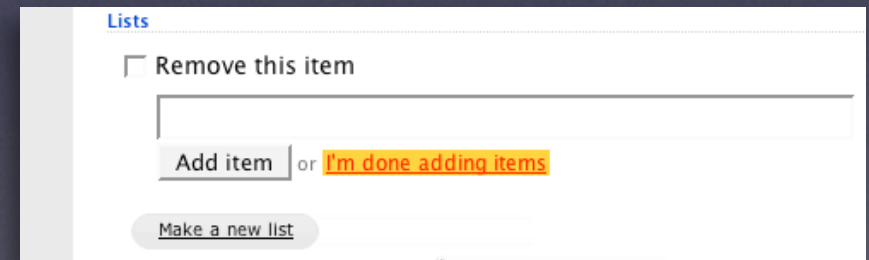 Lists
Remove this item
Add item or I'm done adding items
Make a new list